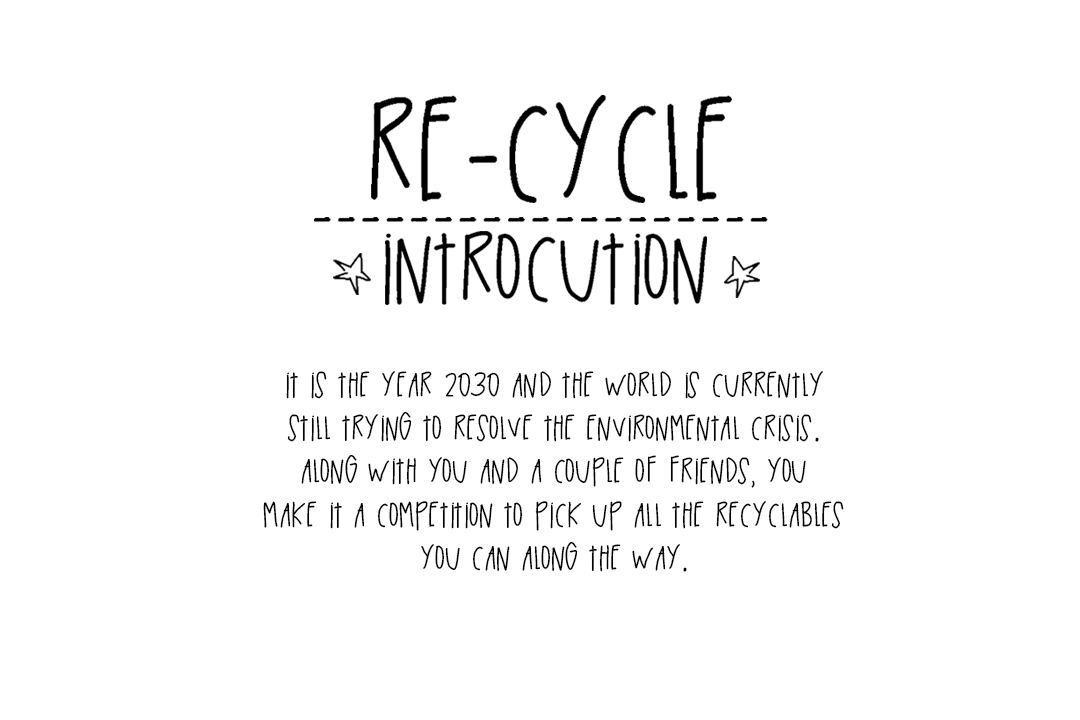 RE-CYCLE
INTROCUTION
IT IS THE YEAR 2030 AND THE WORLD IS CURRENTLY
STILL TRYING TO RESOLVE THE ENVIRONMENTAL CRISIS.
ALONG WITH YOU AND A COUPLE OF FRIENDS, YOU
MAKE IT A COMPETITION TO PICK UP ALL THE RECYCLABLES
YOU CAN ALONG THE WAY.